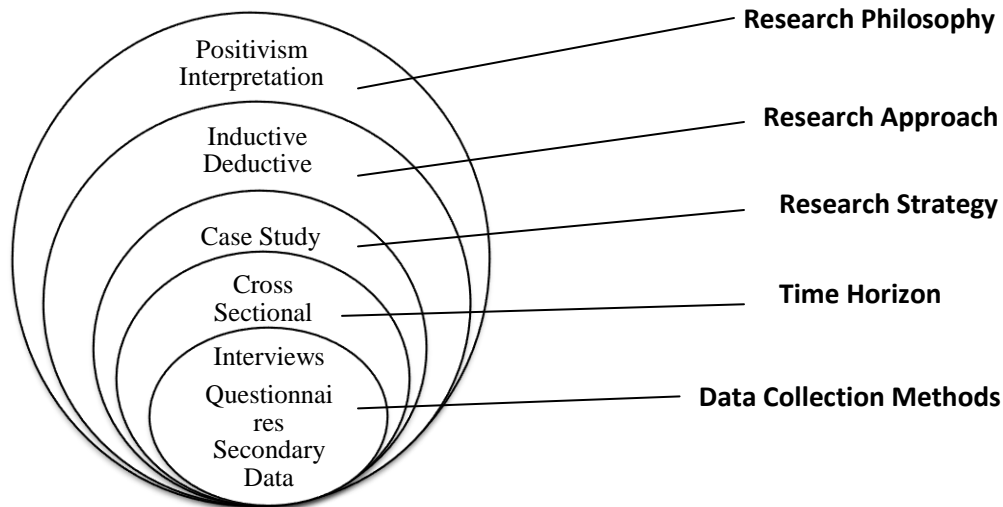 Research Philosophy
Positivism
Interpretation
Research Approach
Inductive
Deductive
Research Strategy
Case Study
Time Horizon
Cross
Sectional
Interviews
Data Collection Methods
Questionnai
res
Secondary
Data